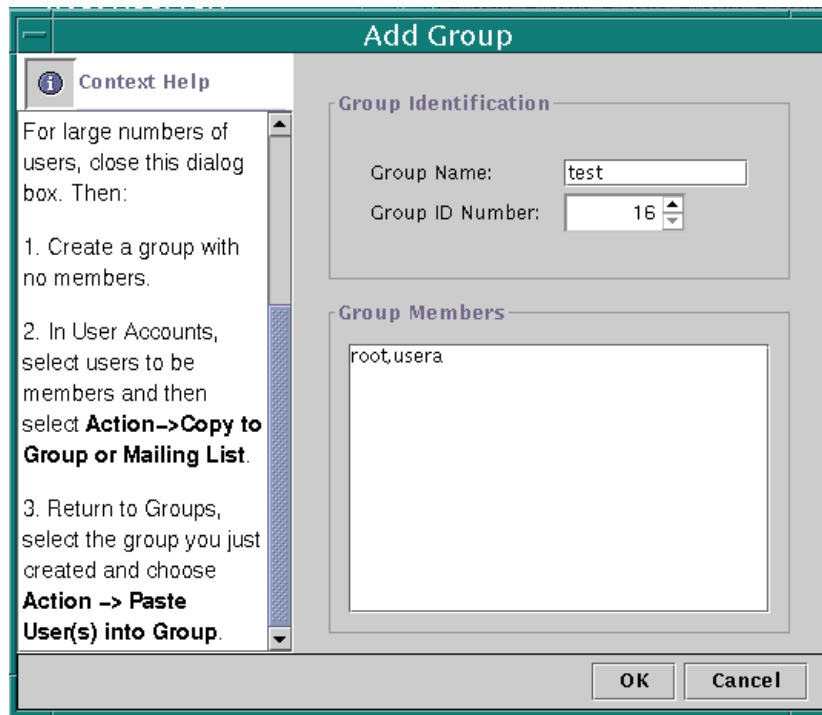 Add Group
Context Help
For large numbers of
users, close this dialog
box. Then:
1. Create a group with
no members.
2. In User Accounts,
select users to be
members and then
select Action->Copy to
Group or Mailing List.
3. Return to Groups,
select the group you just
created and choose
Action -> Paste
User(s) into Group.
Group Identification
Group Name: test
Group ID Number: 16
Group Members
root,usera
OK Cancel